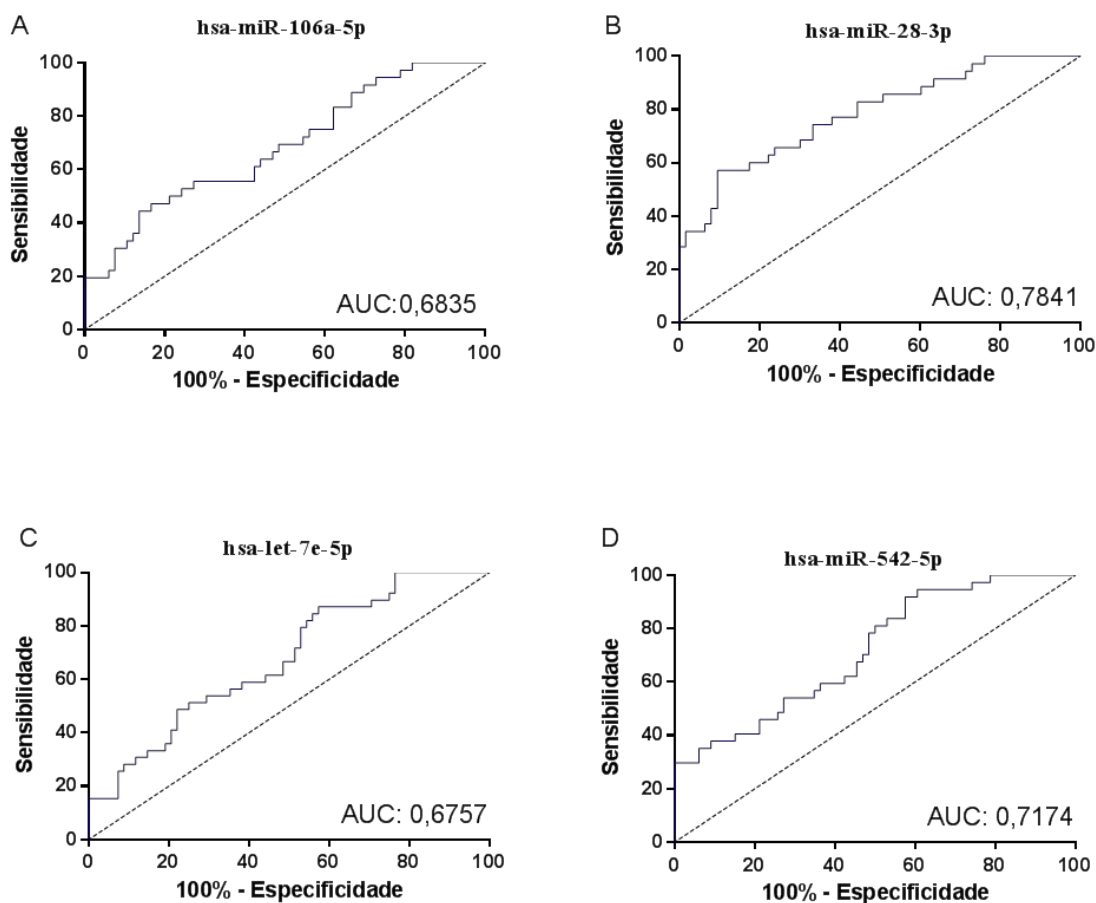 A
hsa-miR-106a-5p
100
80
60
40
20
0
Sensibilidade
AUC:0,6835
0 20 40 60 80 100
100% - Especificidade
B
hsa-miR-28-3p
100
80
60
40
20
0
Sensibilidade
AUC: 0,7841
0 20 40 60 80 100
100% - Especificidade
C
hsa-let-7e-5p
100
80
60
40
20
0
Sensibilidade
AUC: 0,6757
0 20 40 60 80 100
100% - Especificidade
D
hsa-miR-542-5p
100
80
60
40
20
0
Sensibilidade
AUC: 0,7174
0 20 40 60 80 100
100% - Especificidade